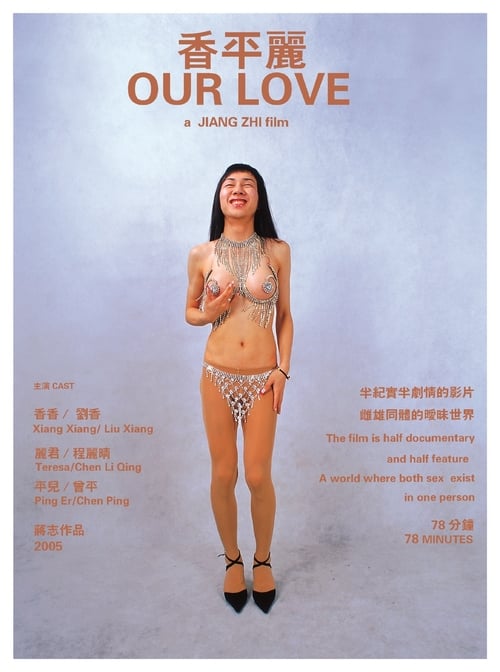 香平麗
OUR LOVE
a JIANG ZHI film
主演 CAST
香香 / 劉香
Xiang Xiang/ Liu Xiang
麗君 / 程麗晴
Teresa/Chen Li Qing
平兒 / 曾平
Ping Er/Chen Ping
蔣志作品
2005
半紀實半劇情的影片
雌雄同體的曖昧世界
The film is half documentary
and half feature
A world where both sex exist
in one person
78 分鐘
78 MINUTES